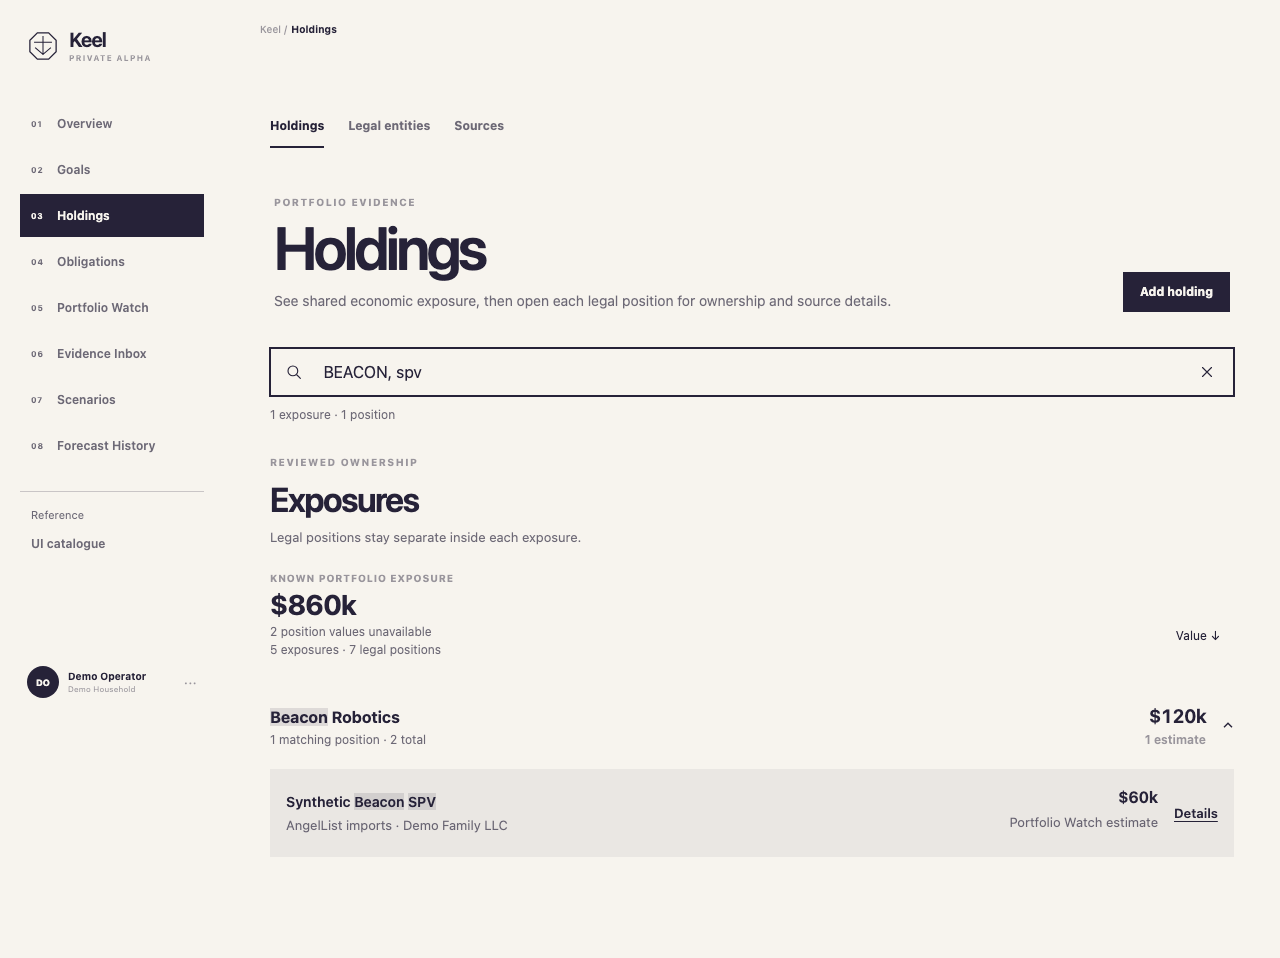 Keel
PRIVATE ALPHA
01 Overview
02 Goals
03 Holdings
04 Obligations
05 Portfolio Watch
06 Evidence Inbox
07 Scenarios
08 Forecast History
Reference
UI catalogue
DO
Demo Operator
Demo Household
...
Keel / Holdings
Holdings Legal entities Sources
PORTFOLIO EVIDENCE
Holdings
See shared economic exposure, then open each legal position for ownership and source details.
Add holding
BEACON, spv
1 exposure · 1 position
REVIEWED OWNERSHIP
Exposures
Legal positions stay separate inside each exposure.
KNOWN PORTFOLIO EXPOSURE
$860k
2 position values unavailable
5 exposures · 7 legal positions
Value ↓
Beacon Robotics
1 matching position · 2 total
$120k
1 estimate
Synthetic Beacon SPV
AngelList imports · Demo Family LLC
$60k
Portfolio Watch estimate
Details